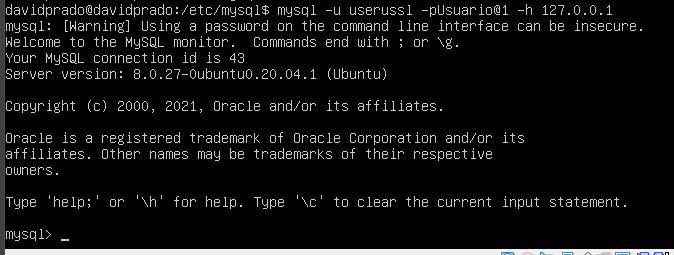 davidprado@davidprado:/etc/mysql$ mysql -u userussl -pUsuario@1 -h 127.0.0.1
mysql: [Warning] Using a password on the command line interface can be insecure.
Welcome to the MySQL monitor.  Commands end with ; or \g.
Your MySQL connection id is 43
Server version: 8.0.27-0ubuntu0.20.04.1 (Ubuntu)
Copyright (c) 2000, 2021, Oracle and/or its affiliates.
Oracle is a registered trademark of Oracle Corporation and/or its
affiliates. Other names may be trademarks of their respective
owners.
Type 'help;' or '\h' for help. Type '\c' to clear the current input statement.
mysql> _